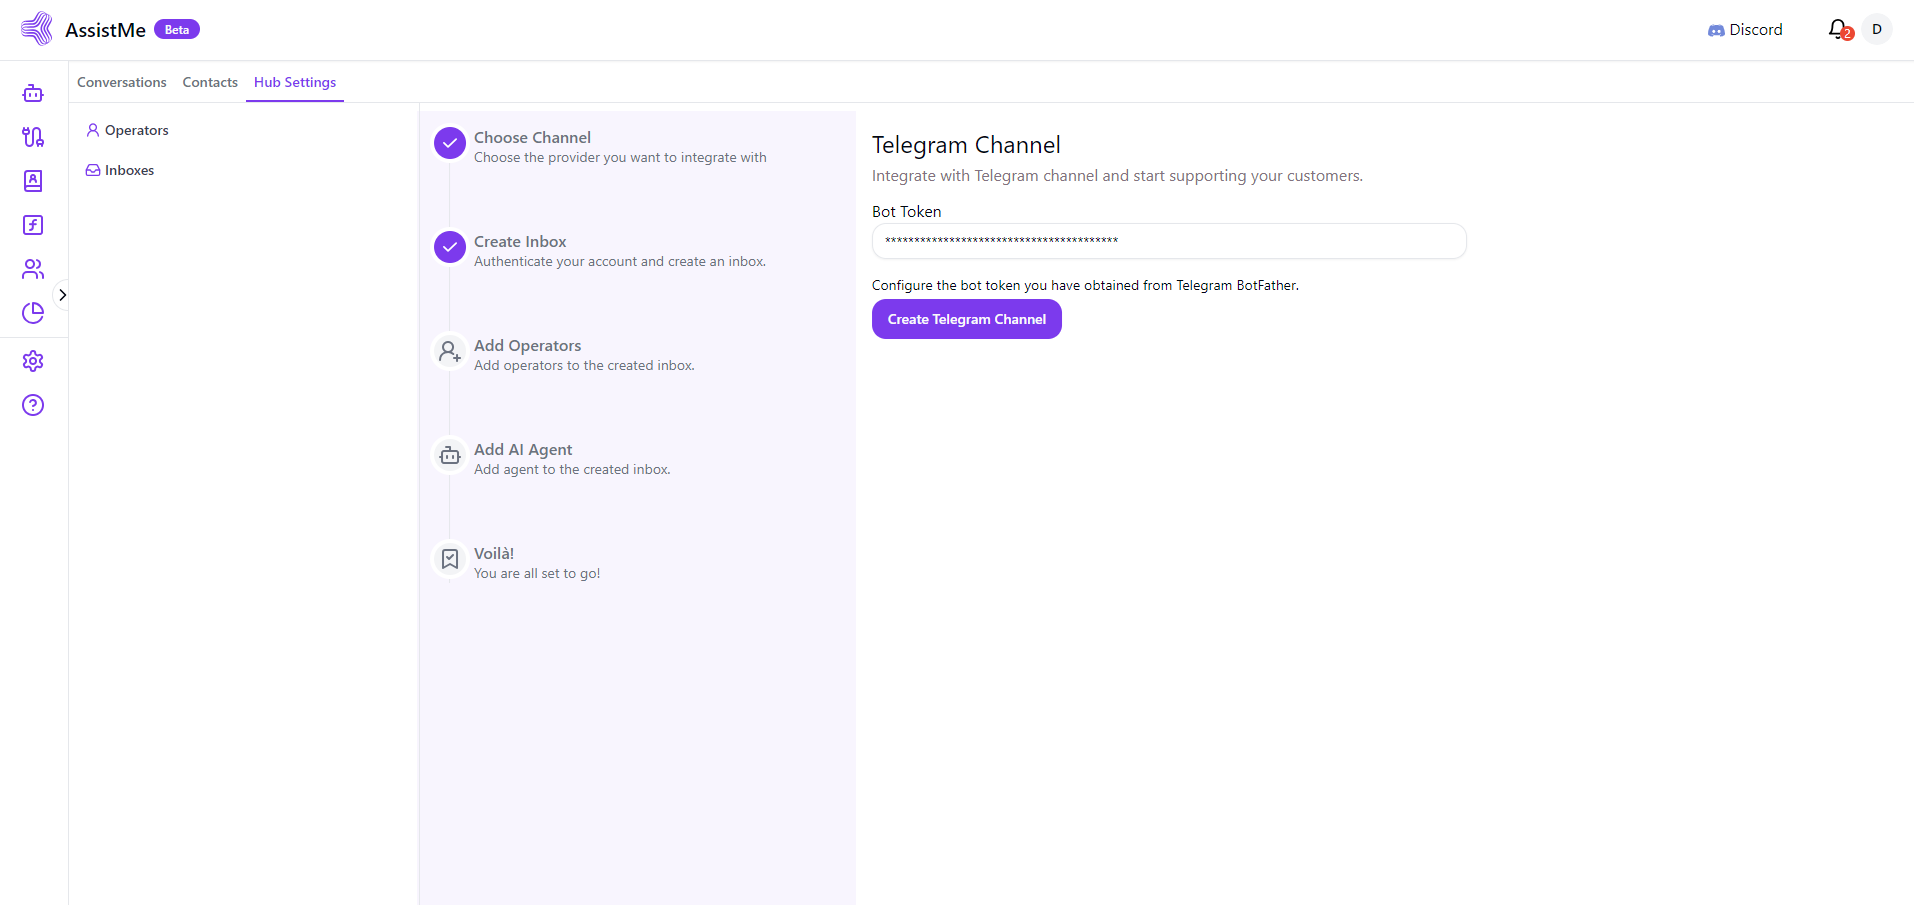 AssistMe Beta
Discord
2
D
Conversations Contacts Hub Settings
Operators
Inboxes
Choose Channel
Choose the provider you want to integrate with
Create Inbox
Authenticate your account and create an inbox.
Add Operators
Add operators to the created inbox.
Add AI Agent
Add agent to the created inbox.
Voilà!
You are all set to go!
Telegram Channel
Integrate with Telegram channel and start supporting your customers.
Bot Token
****************************************
Configure the bot token you have obtained from Telegram BotFather.
Create Telegram Channel